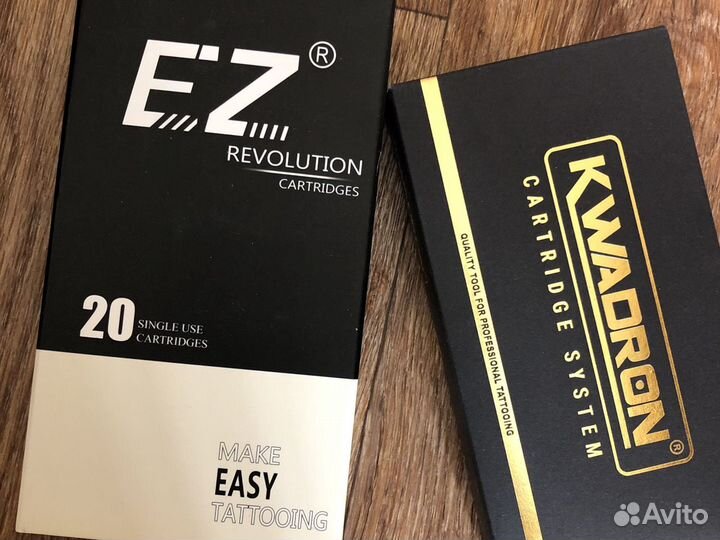 EZ®
REVOLUTION
CARTRIDGES
20 SINGLE USE
CARTRIDGES
MAKE
EASY
TATTOOING
KWADRON®
CARTRIDGE SYSTEM
QUALITY TOOL FOR PROFESSIONAL TATTOOING
Avito